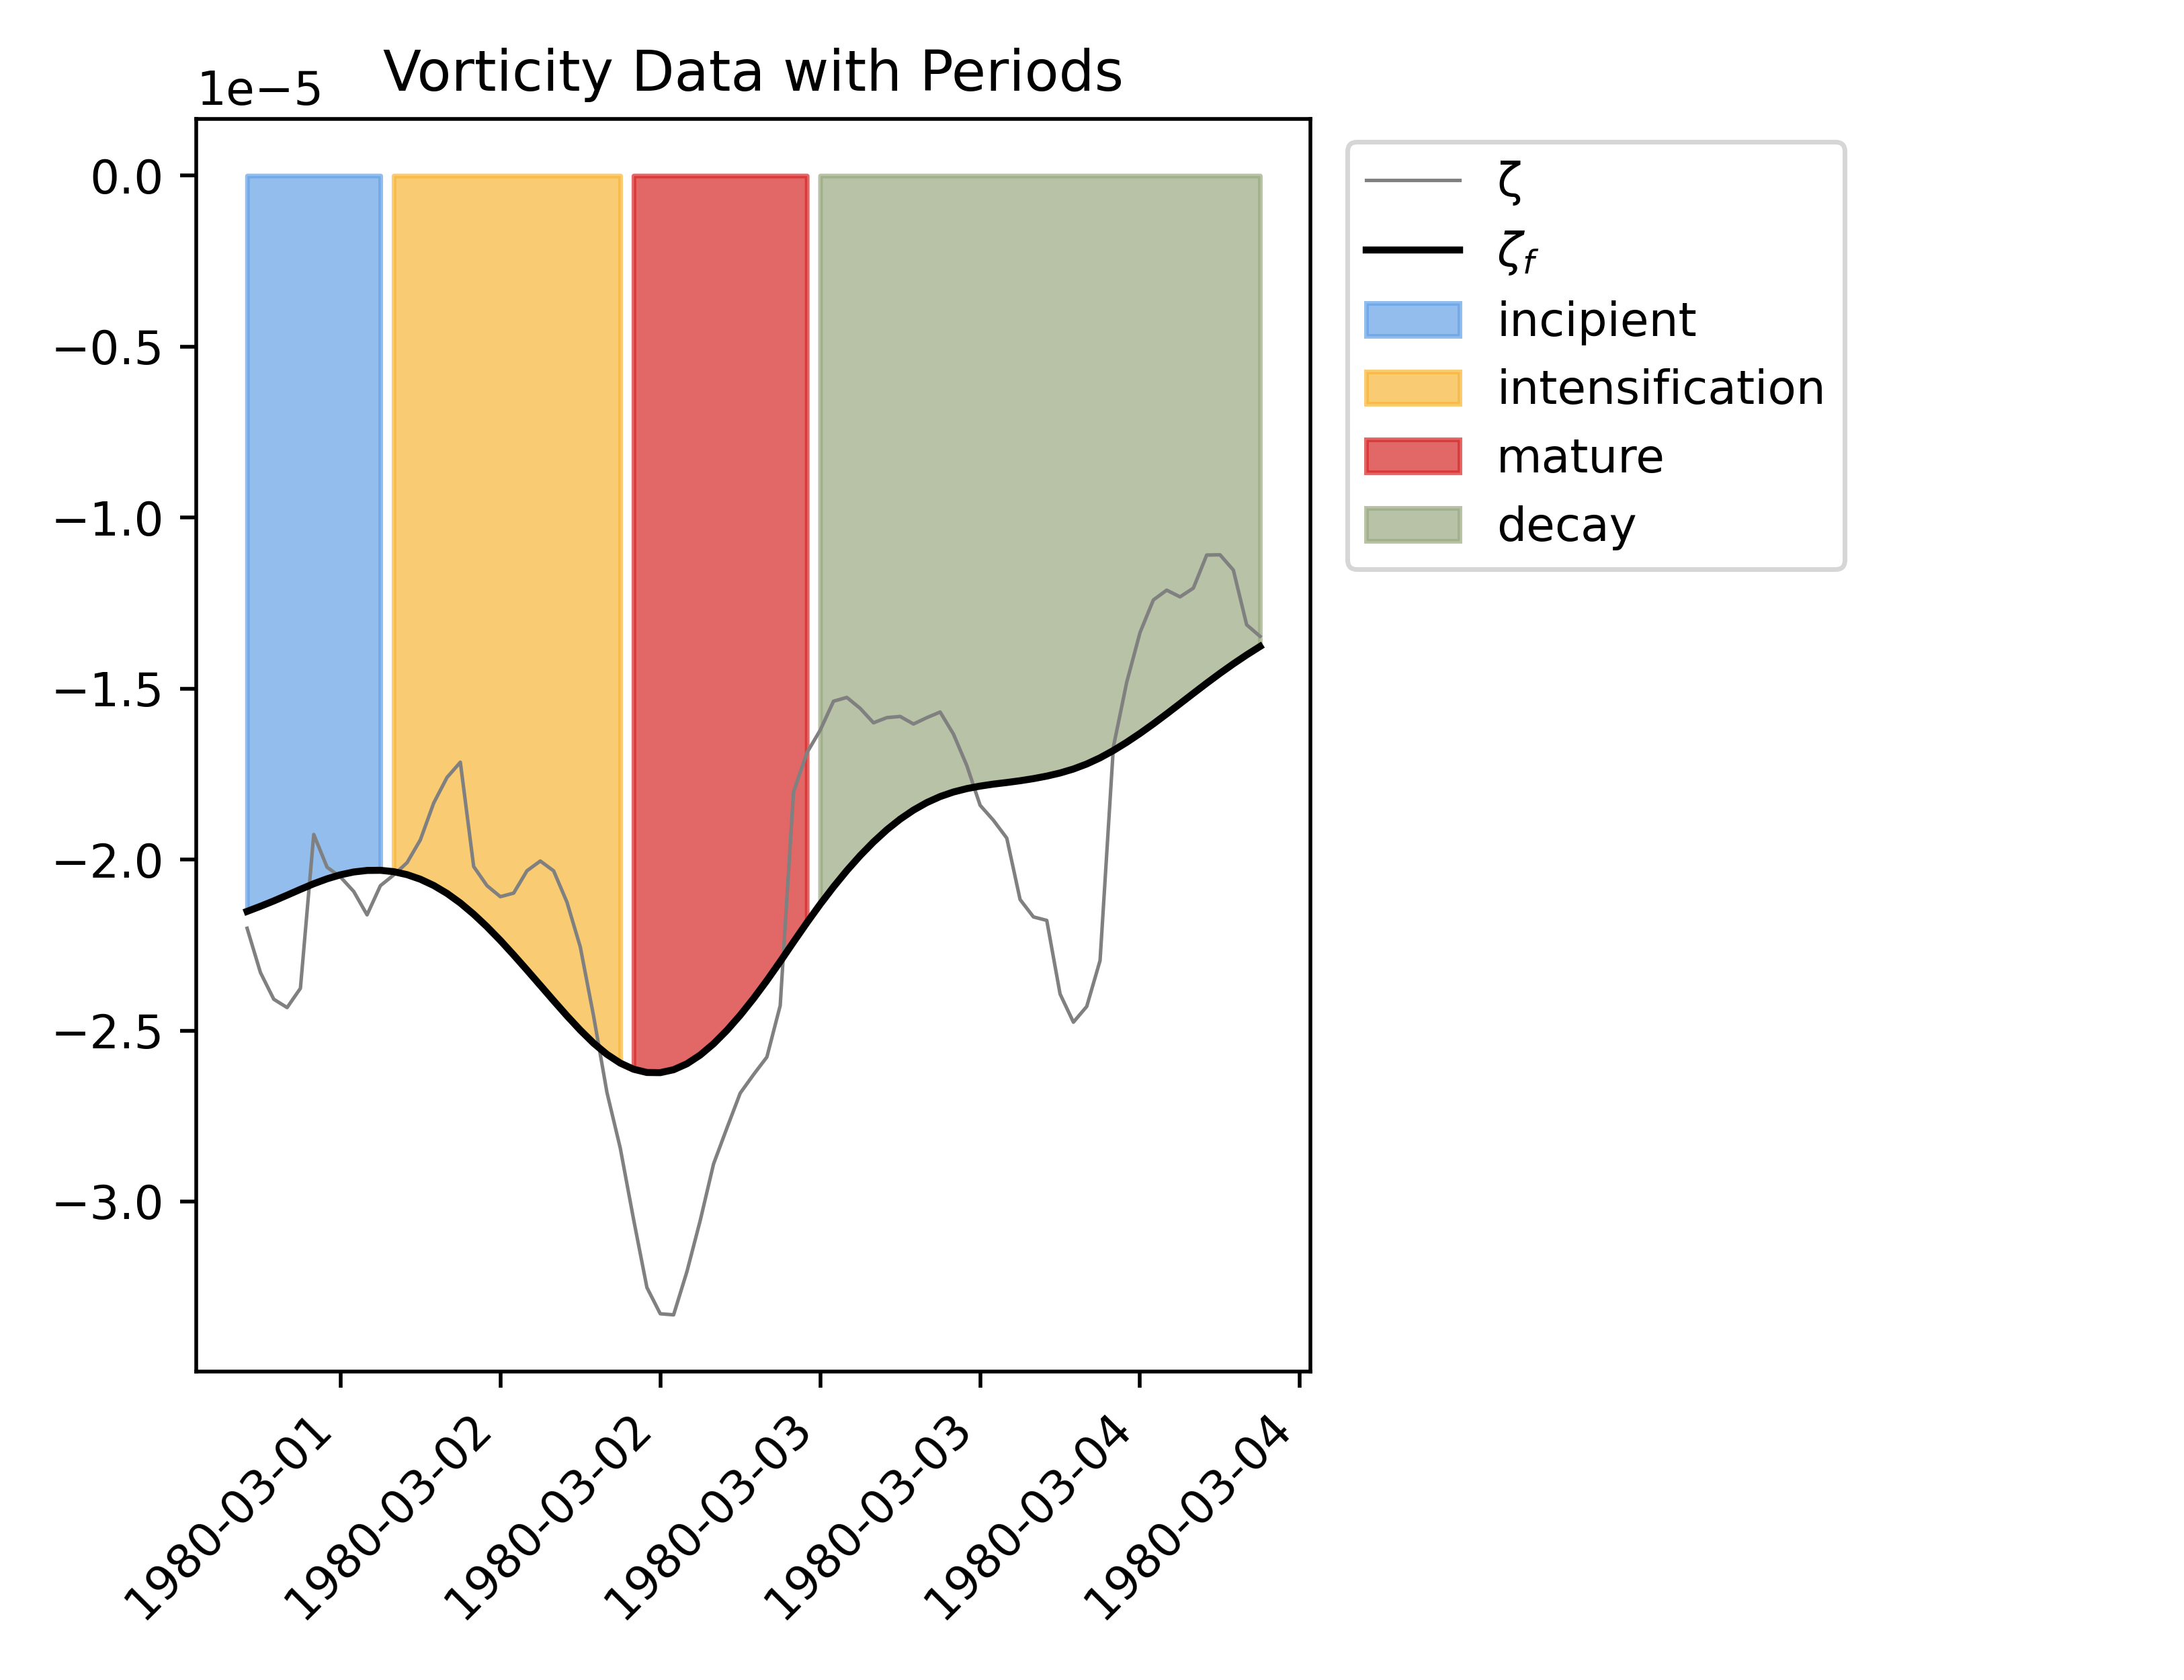 Vorticity Data with Periods
1e−5
0.0
−0.5
−1.0
−1.5
−2.0
−2.5
−3.0
1980-03-01
1980-03-02
1980-03-02
1980-03-03
1980-03-03
1980-03-04
1980-03-04
ζ
ζf
incipient
intensification
mature
decay